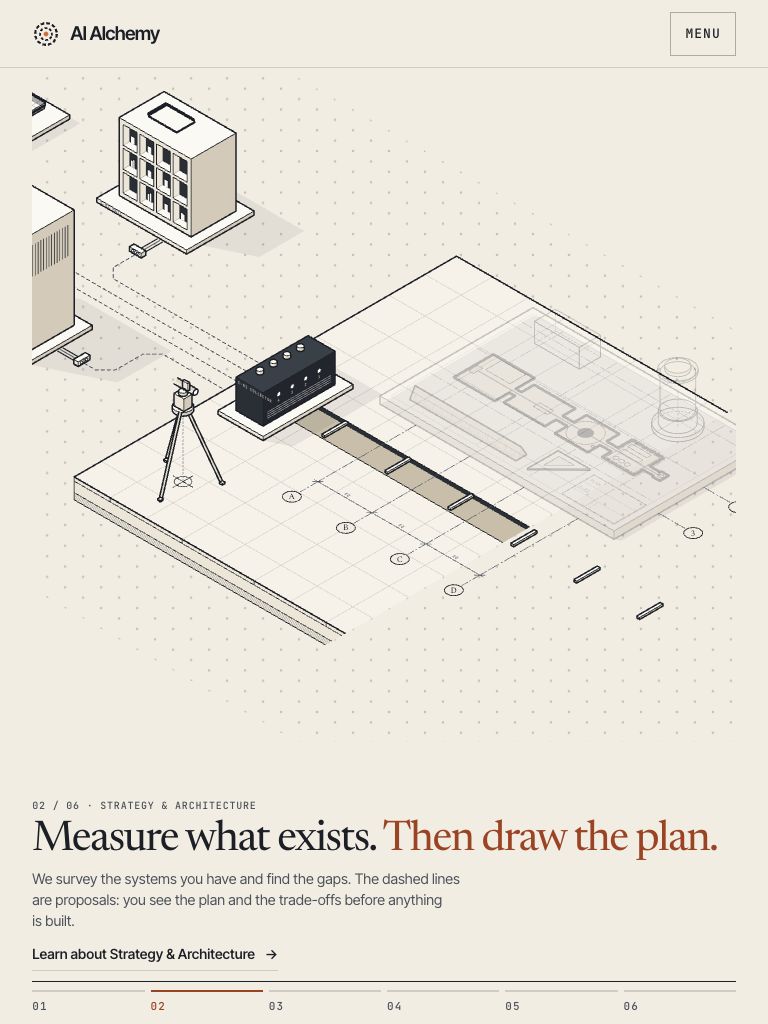 AI Alchemy
MENU
A
B
C
D
3
02 / 06 · STRATEGY & ARCHITECTURE
Measure what exists. Then draw the plan.
We survey the systems you have and find the gaps. The dashed lines
are proposals: you see the plan and the trade-offs before anything
is built.
Learn about Strategy & Architecture →
01 02 03 04 05 06